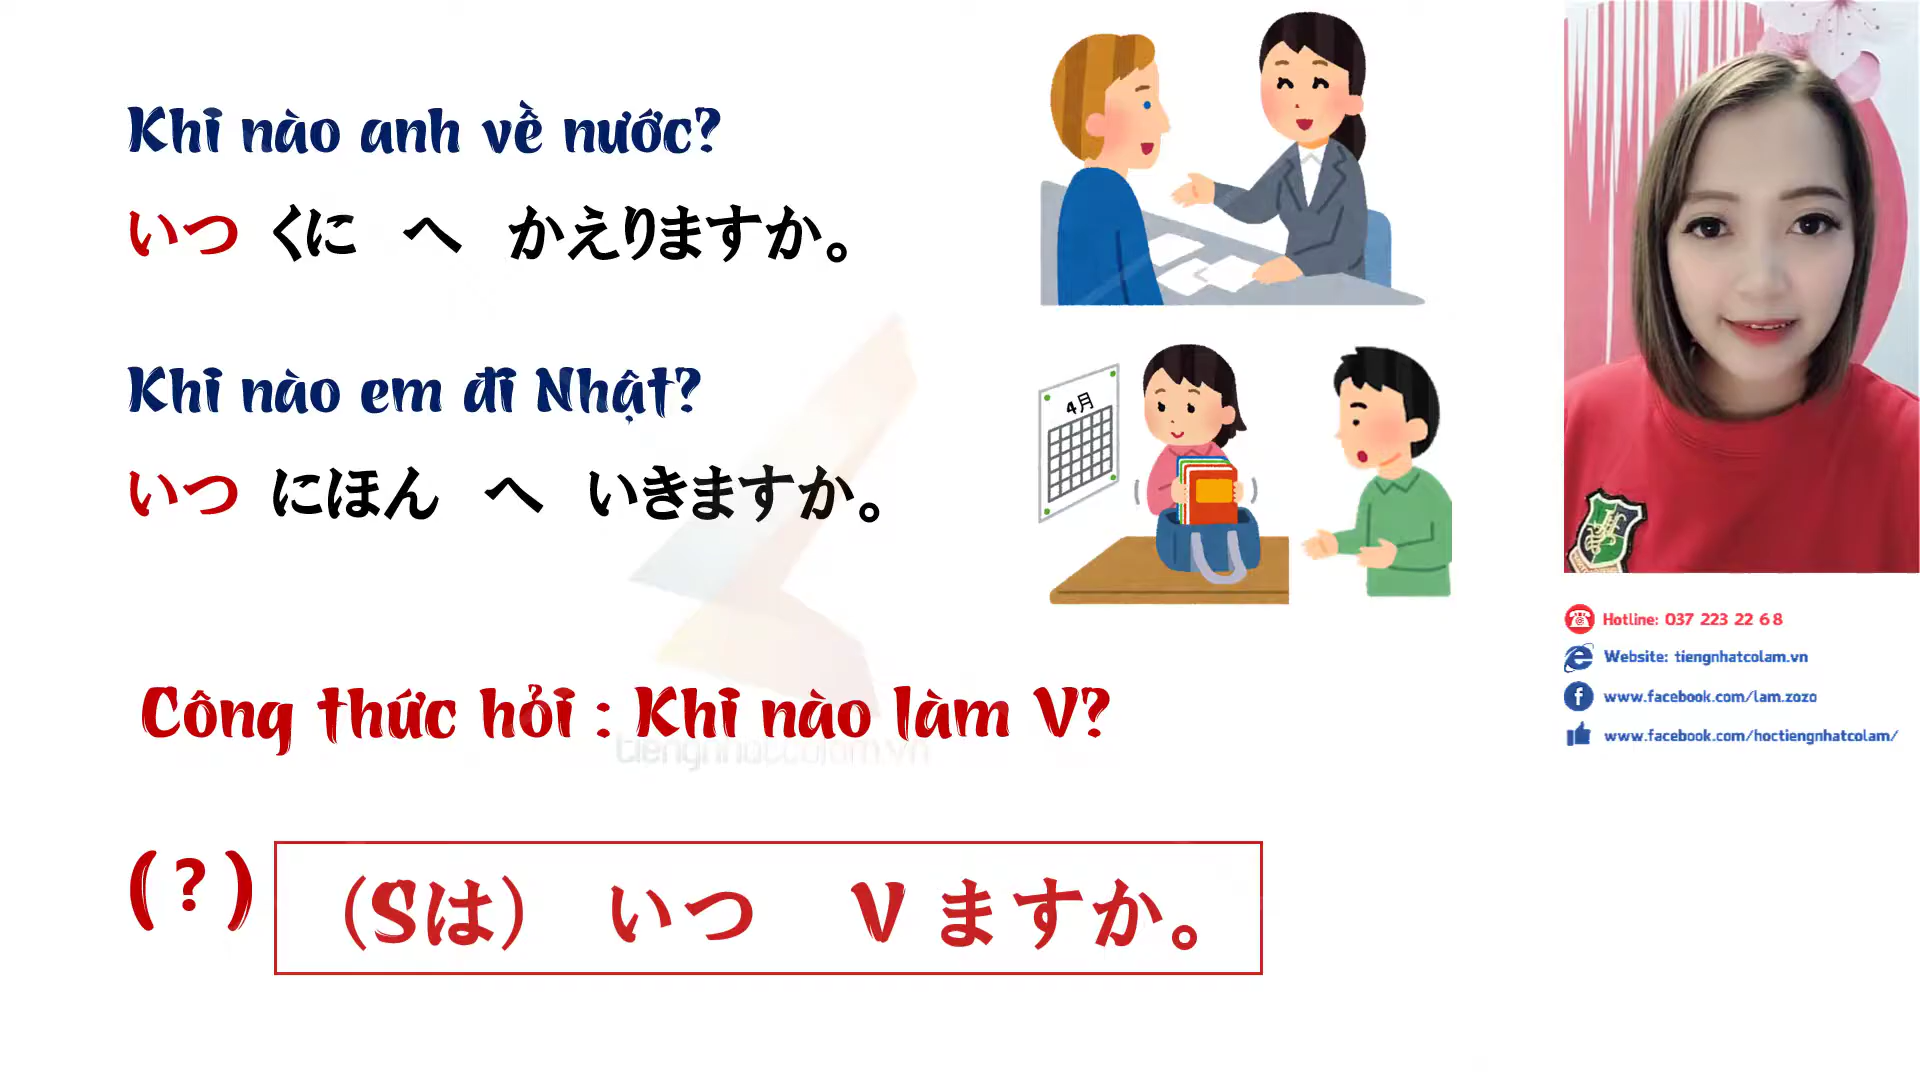 Khi nào anh về nước?
いつ くに へ かえりますか。
Khi nào em đi Nhật?
いつ にほん へ いきますか。
4月
Công thức hỏi : Khi nào làm V?
tiengnhatcolam.vn
(?) (Sは) いつ V ますか。
Hotline: 037 223 22 68
Website: tiengnhatcolam.vn
www.facebook.com/lam.zozo
www.facebook.com/hoctiengnhatcolam/